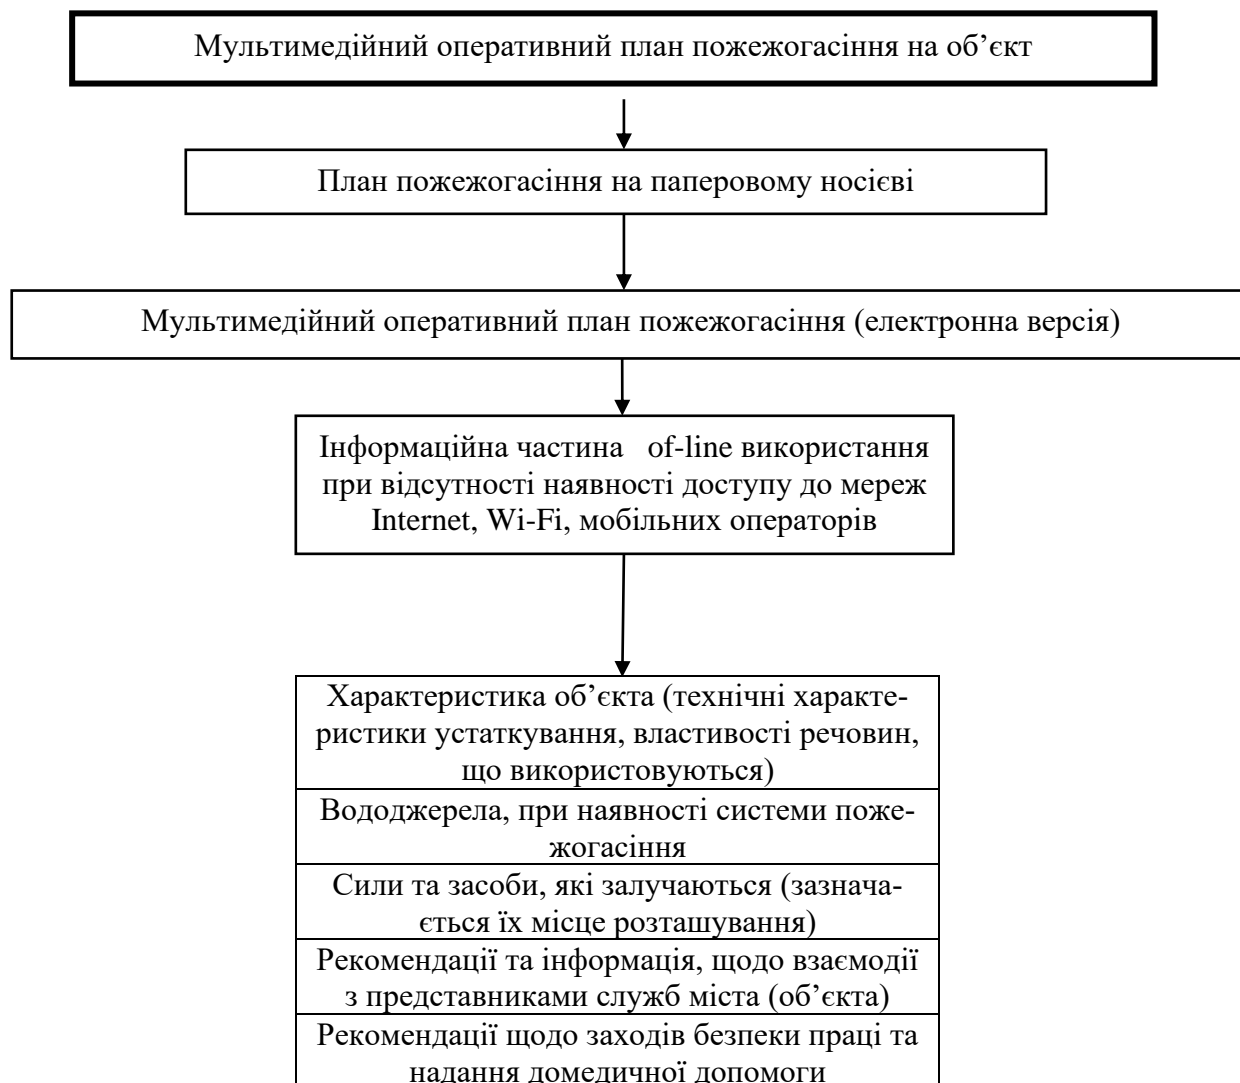 Мультимедійний оперативний план пожежогасіння на об’єкт
План пожежогасіння на паперовому носієві
Мультимедійний оперативний план пожежогасіння (електронна версія)
Інформаційна частина of-line використання
при відсутності наявності доступу до мереж
Internet, Wi-Fi, мобільних операторів
Характеристика об’єкта (технічні характе-
ристики устаткування, властивості речовин,
що використовуються)
Вододжерела, при наявності системи поже-
жогасіння
Сили та засоби, які залучаються (зазнача-
ється їх місце розташування)
Рекомендації та інформація, щодо взаємодії
з представниками служб міста (об’єкта)
Рекомендації щодо заходів безпеки праці та
надання домедичної допомоги